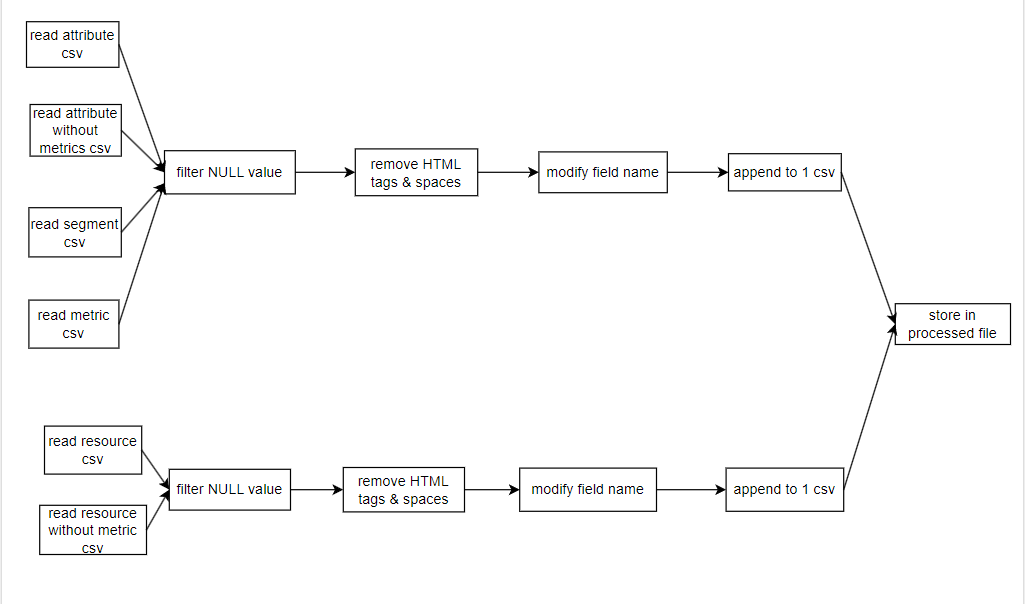 read attribute
csv
read attribute
without
metrics csv
read segment
csv
read metric
csv
filter NULL value
remove HTML
tags & spaces
modify field name
append to 1 csv
store in
processed file
read resource
csv
read resource
without metric
csv
filter NULL value
remove HTML
tags & spaces
modify field name
append to 1 csv